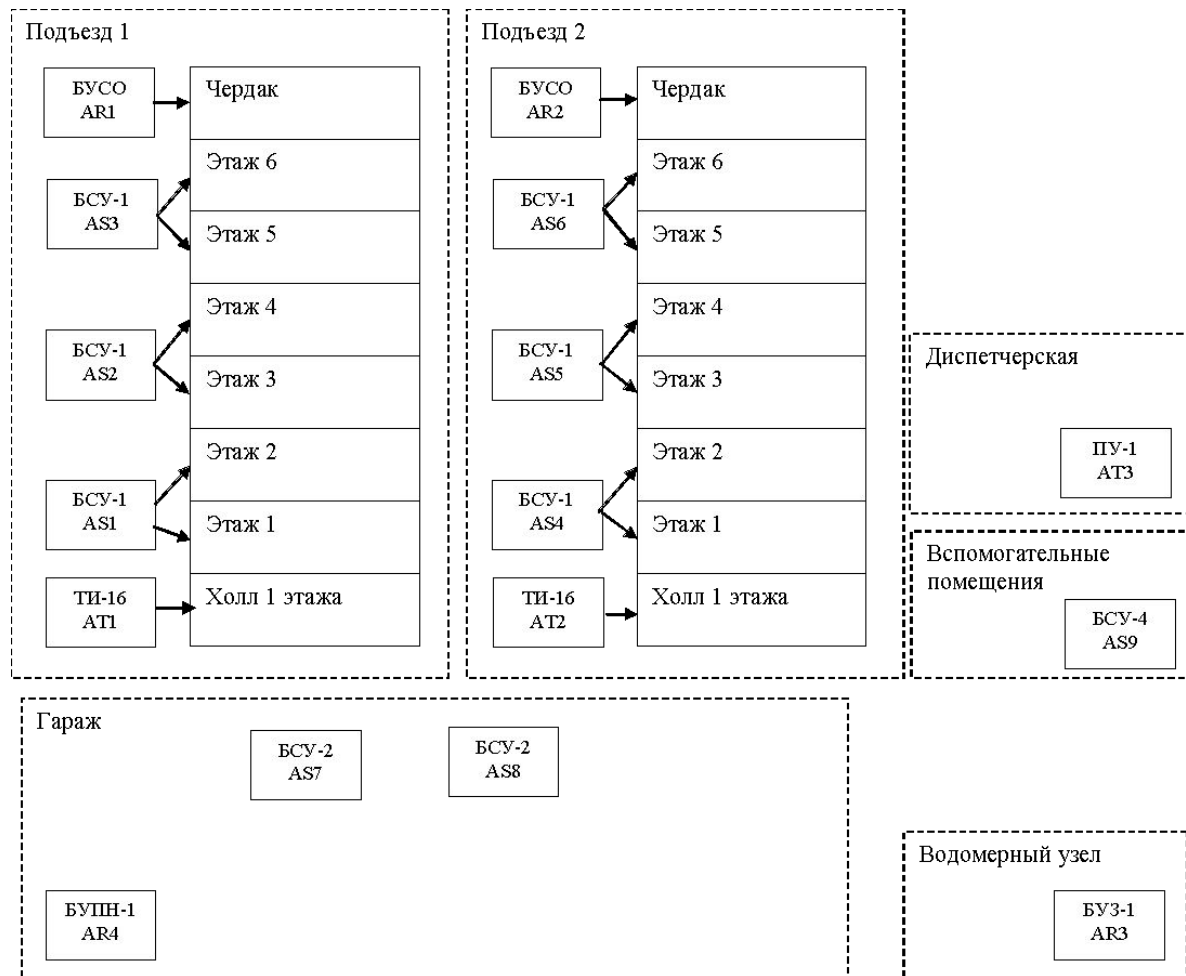 Подъезд 1
БУСО
AR1
Чердак
Этаж 6
БСУ-1
AS3
Этаж 5
Этаж 4
БСУ-1
AS2
Этаж 3
Этаж 2
БСУ-1
AS1
Этаж 1
ТИ-16
AT1
Холл 1 этажа
Подъезд 2
БУСО
AR2
Чердак
Этаж 6
БСУ-1
AS6
Этаж 5
Этаж 4
БСУ-1
AS5
Этаж 3
Этаж 2
БСУ-1
AS4
Этаж 1
ТИ-16
AT2
Холл 1 этажа
Диспетчерская
ПУ-1
AT3
Вспомогательные
помещения
БСУ-4
AS9
Гараж
БСУ-2
AS7
БСУ-2
AS8
БУПН-1
AR4
Водомерный узел
БУЗ-1
AR3